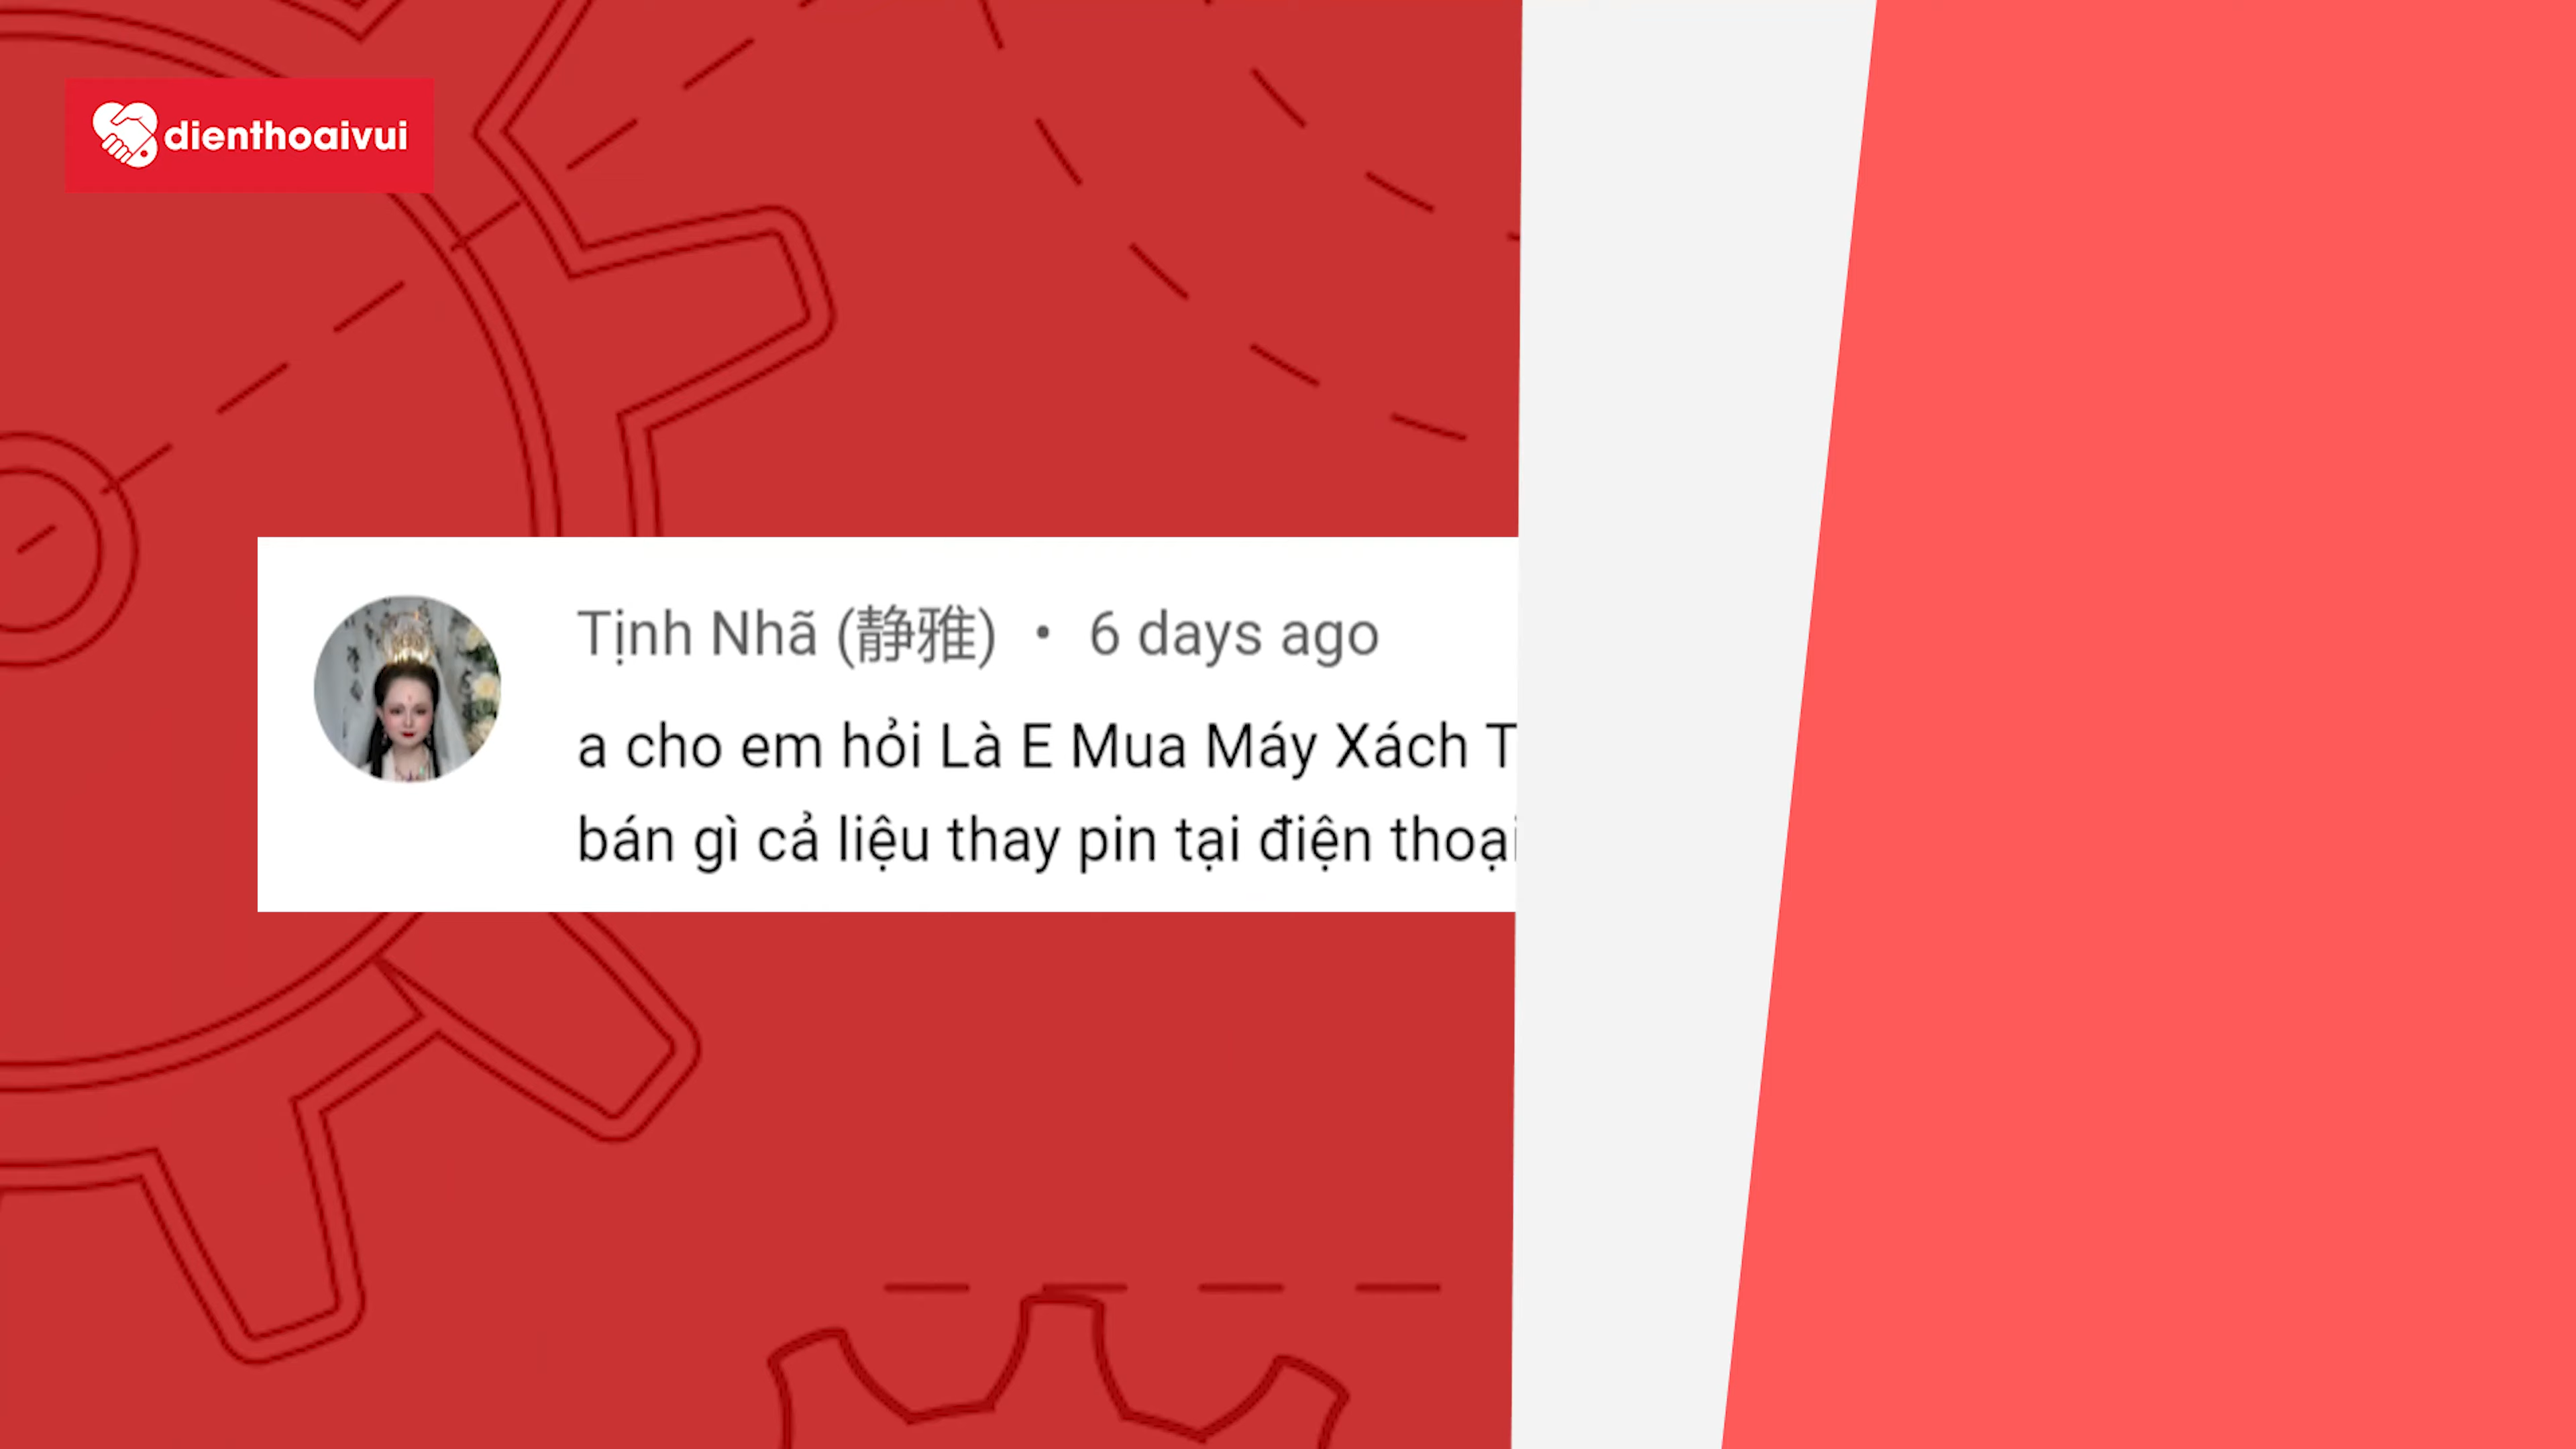 dienthoaivui
Tịnh Nhã (静雅) • 6 days ago
a cho em hỏi Là E Mua Máy Xách T
bán gì cả liệu thay pin tại điện thoại